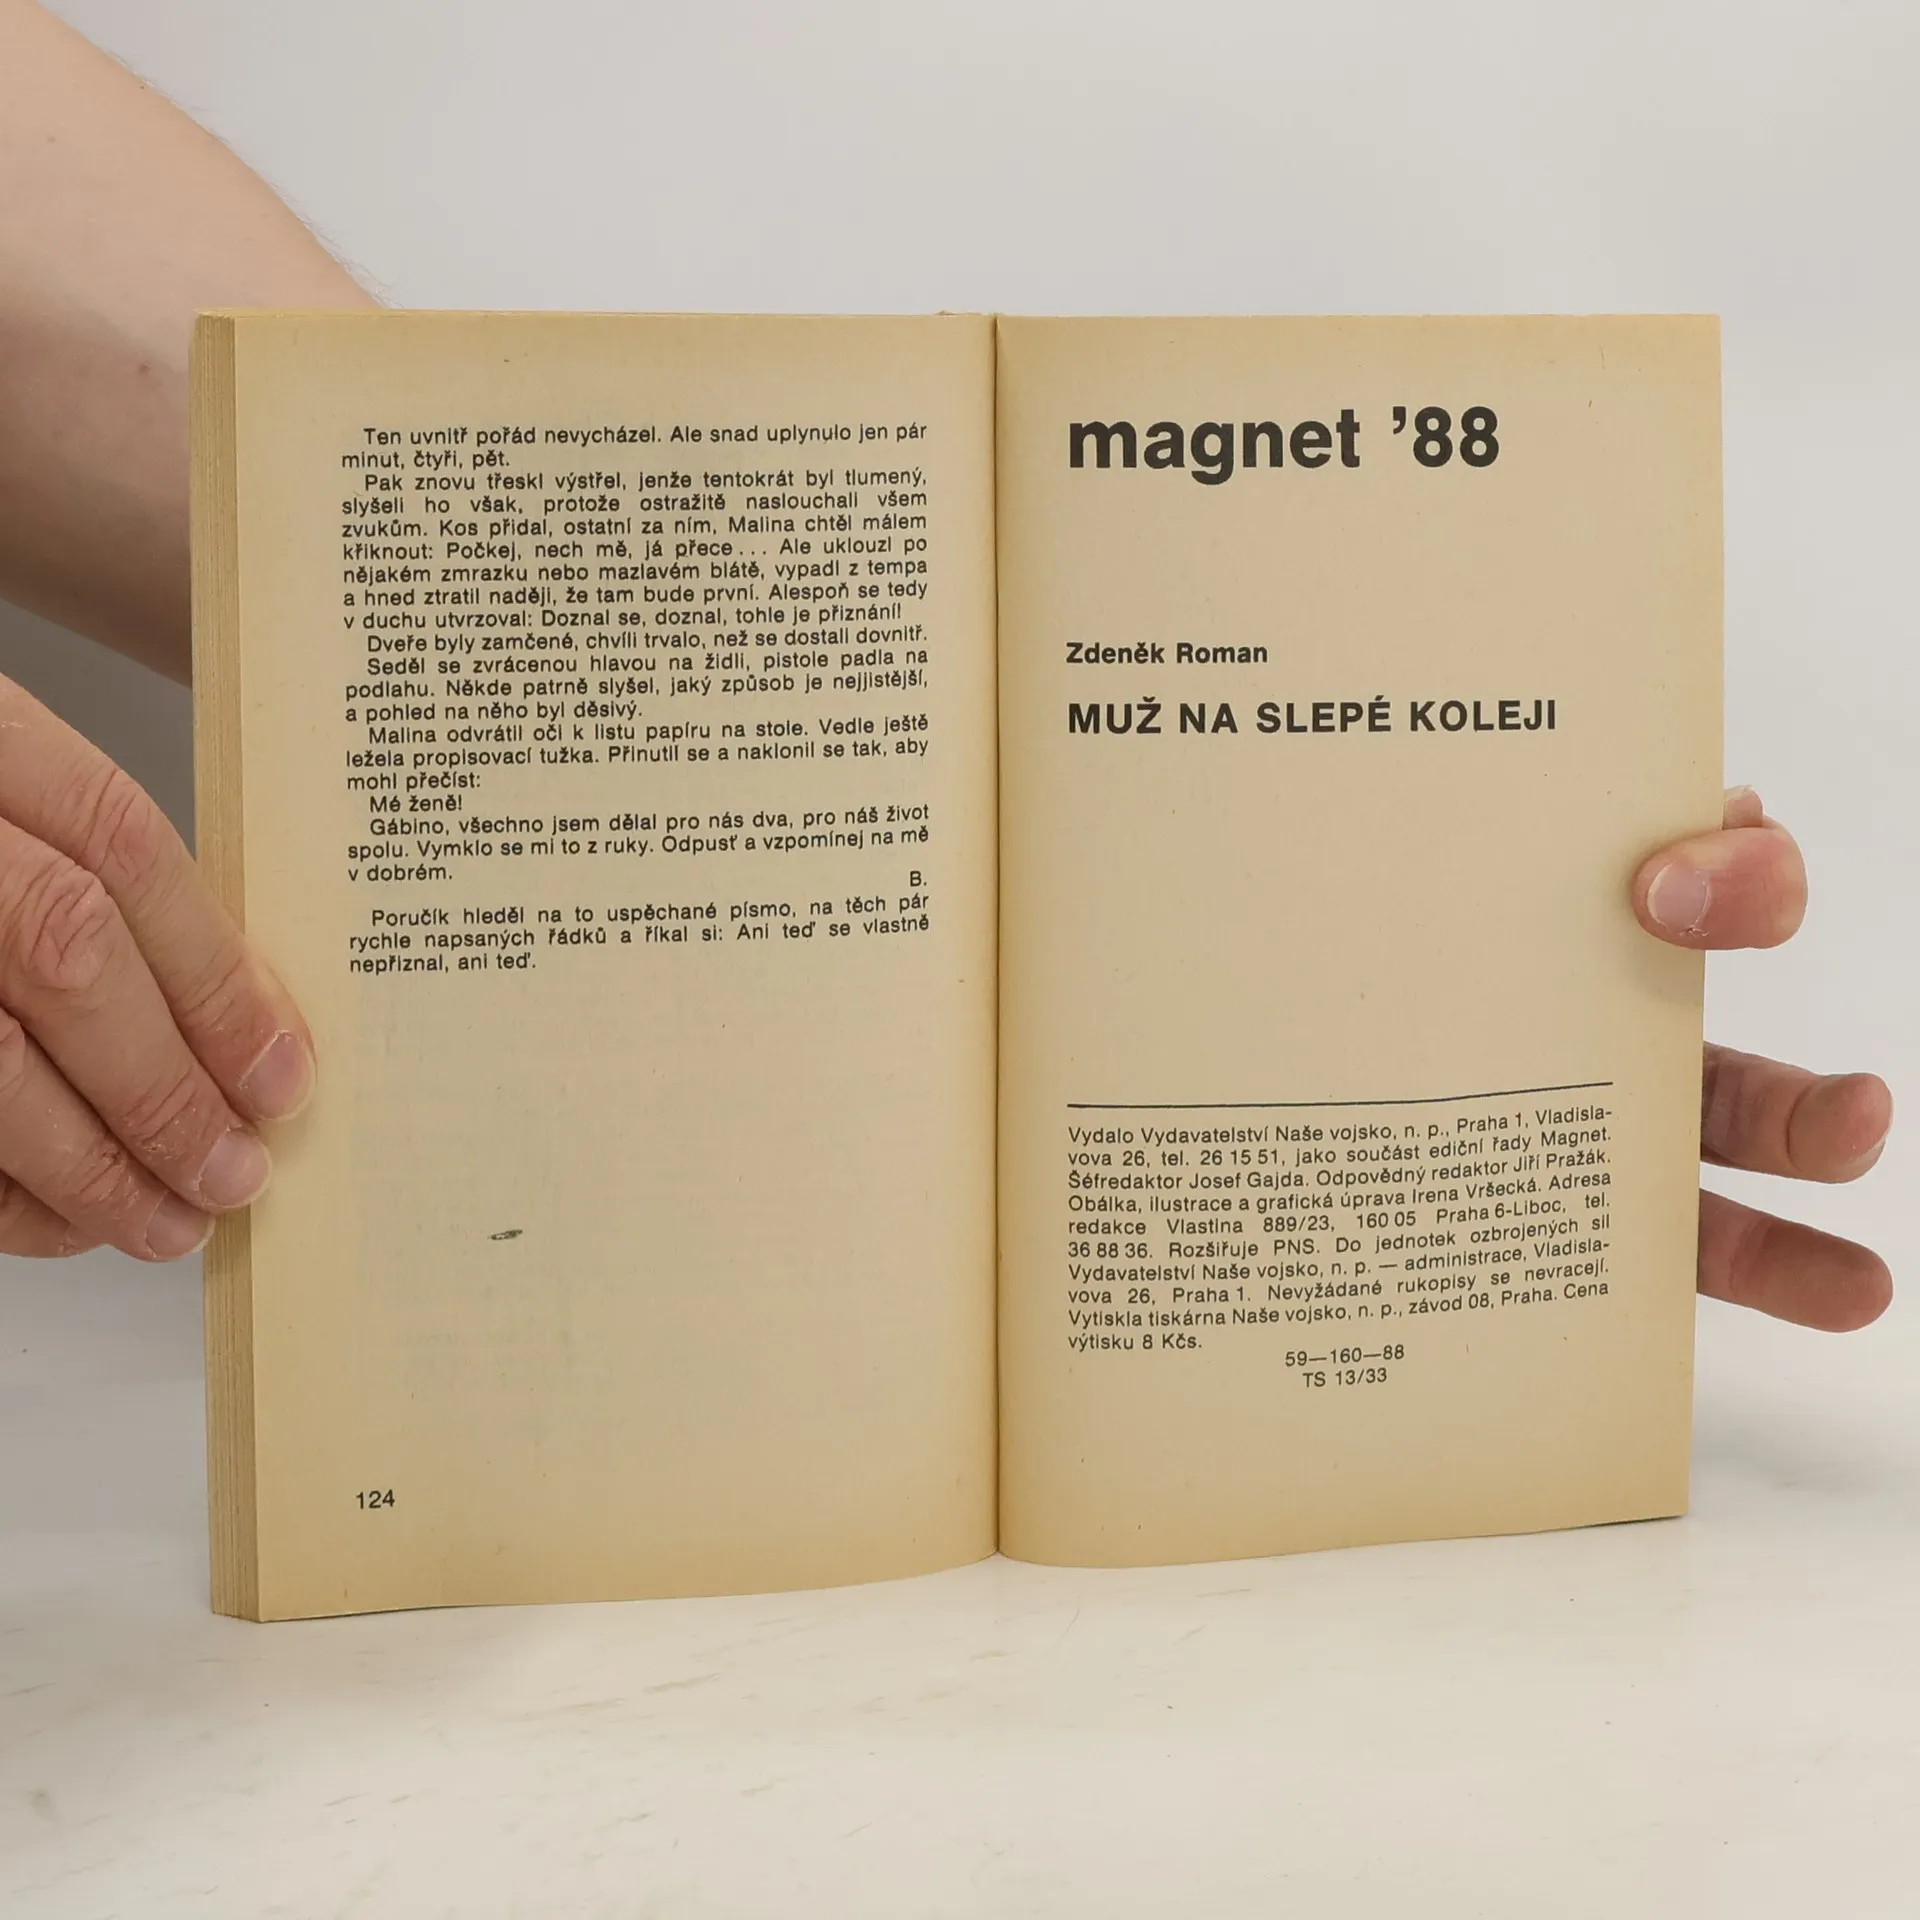 Ten uvnitř pořád nevycházel. Ale snad uplynulo jen pár
minut, čtyři, pět.
Pak znovu třeskl výstřel, jenže tentokrát byl tlumený,
slyšeli ho však, protože ostražitě naslouchali všem
zvukům. Kos přidal, ostatní za ním, Malina chtěl málem
křiknout: Počkej, nech mě, já přece... Ale uklouzl po
nějakém zmrazku nebo mazlavém blátě, vypadl z tempa
a hned ztratil naději, že tam bude první. Alespoň se tedy
v duchu utvrzoval: Doznal se, doznal, tohle je přiznání!
Dveře byly zamčené, chvíli trvalo, než se dostali dovnitř.
Seděl se zvrácenou hlavou na židli, pistole padla na
podlahu. Někde patrně slyšel, jaký způsob je nejjistější,
a pohled na něho byl děsivý.
Malina odvrátil oči k listu papíru na stole. Vedle ještě
ležela propisovací tužka. Přinutil se a naklonil se tak, aby
mohl přečíst:
Mé ženě!
Gábino, všechno jsem dělal pro nás dva, pro náš život
spolu. Vymklo se mi to z ruky. Odpusť a vzpomínej na mě
v dobrém.
B.
Poručík hleděl na to uspěchané písmo, na těch pár
rychle napsaných řádků a říkal si: Ani teď se vlastně
nepřiznal, ani teď.
124
magnet ’88
Zdeněk Roman
MUŽ NA SLEPÉ KOLEJI
Vydalo Vydavatelství Naše vojsko, n. p., Praha 1, Vladisla-
vova 26, tel. 26 15 51, jako součást ediční řady Magnet.
Šéfredaktor Josef Gajda. Odpovědný redaktor Jiří Pražák.
Obálka, ilustrace a grafická úprava Irena Vršecká. Adresa
redakce Vlastina 889/23, 160 05 Praha 6-Liboc, tel.
36 88 36. Rozšiřuje PNS. Do jednotek ozbrojených sil
Vydavatelství Naše vojsko, n. p. — administrace, Vladisla-
vova 26, Praha 1. Nevyžádané rukopisy se nevracejí.
Vytiskla tiskárna Naše vojsko, n. p., závod 08, Praha. Cena
výtisku 8 Kčs.
59—160—88
TS 13/33